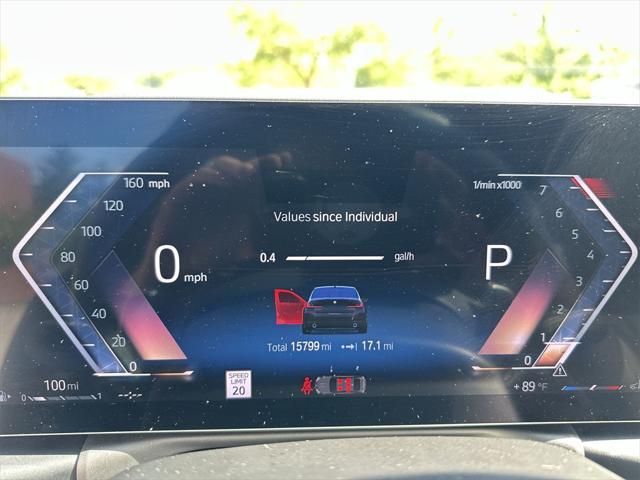 160 mph
120
100
80
60
40
20
0
0 mph
Values since Individual
0.4 gal/h
Total 15799 mi 17.1 mi
1/min x1000
7
6
5
4
3
2
1
0
P
100 mi
0 1
SPEED
LIMIT
20
+ 89 °F